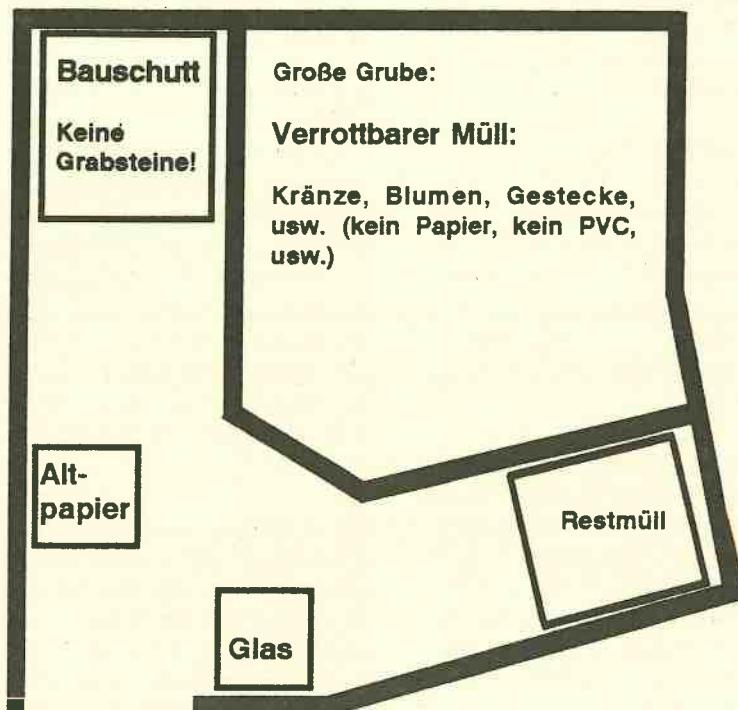 Bauschutt
Keine
Grabsteine!
Große Grube:
Verrottbarer Müll:
Kränze, Blumen, Gestecke,
usw. (kein Papier, kein PVC,
usw.)
Alt-
papier
Restmüll
Glas